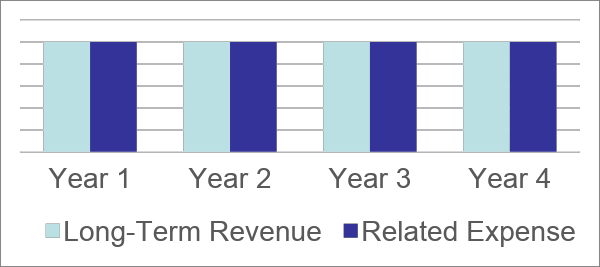 Year 1 Year 2 Year 3 Year 4
Long-Term Revenue Related Expense